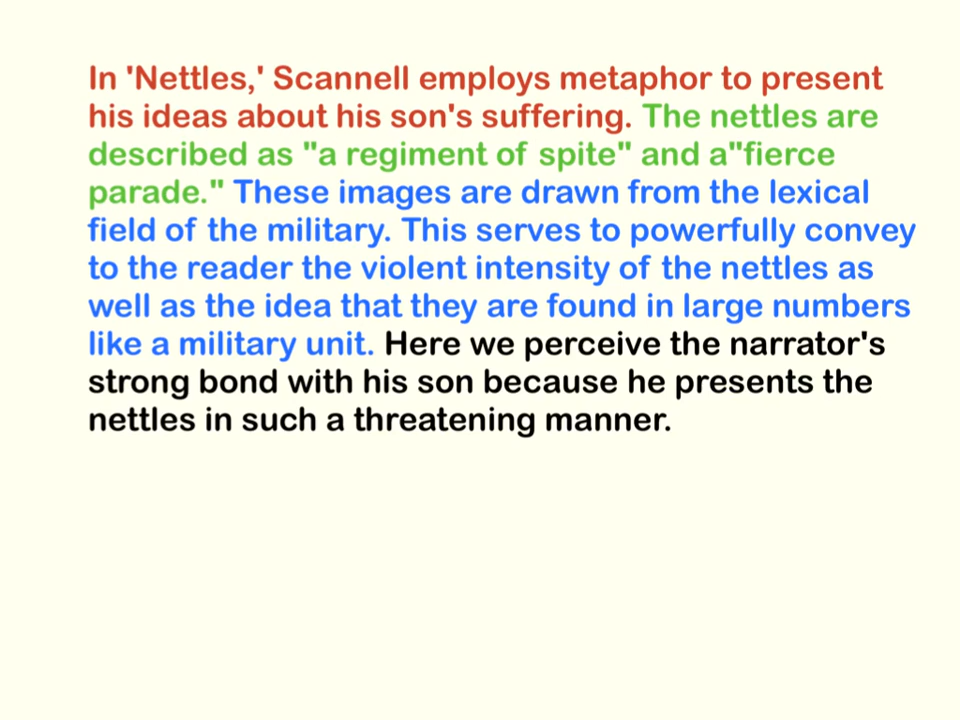 In 'Nettles,' Scannell employs metaphor to present
his ideas about his son's suffering. The nettles are
described as "a regiment of spite" and a"fierce
parade." These images are drawn from the lexical
field of the military. This serves to powerfully convey
to the reader the violent intensity of the nettles as
well as the idea that they are found in large numbers
like a military unit. Here we perceive the narrator's
strong bond with his son because he presents the
nettles in such a threatening manner.